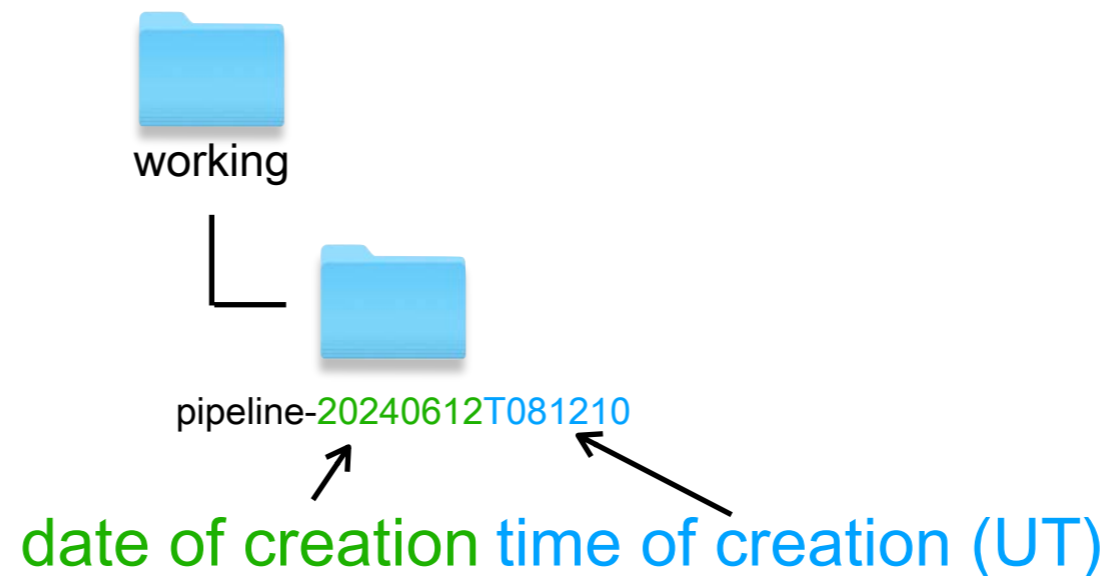 working
pipeline-20240612T081210
date of creation time of creation (UT)